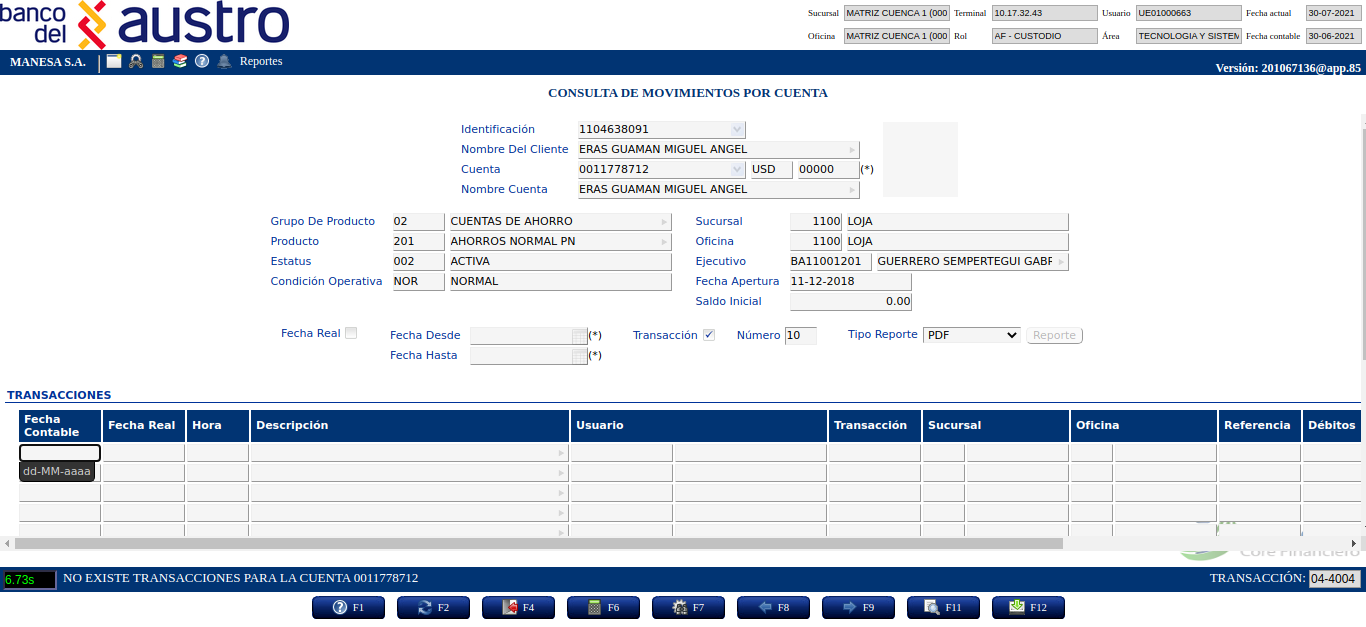 banco del austro
Sucursal MATRIZ CUENCA 1 (000 Terminal 10.17.32.43 Usuario UE01000663 Fecha actual 30-07-2021
Oficina MATRIZ CUENCA 1 (000 Rol AF - CUSTODIO Área TECNOLOGIA Y SISTEM Fecha contable 30-06-2021
MANESA S.A. Reportes
Versión: 201067136@app.85
CONSULTA DE MOVIMIENTOS POR CUENTA
Identificación 1104638091
Nombre Del Cliente ERAS GUAMAN MIGUEL ANGEL
Cuenta 0011778712 USD 00000 (*)
Nombre Cuenta ERAS GUAMAN MIGUEL ANGEL
Grupo De Producto 02 CUENTAS DE AHORRO Sucursal 1100 LOJA
Producto 201 AHORROS NORMAL PN Oficina 1100 LOJA
Estatus 002 ACTIVA Ejecutivo BA11001201 GUERRERO SEMPERTEGUI GABR
Condición Operativa NOR NORMAL Fecha Apertura 11-12-2018
Saldo Inicial 0.00
Fecha Real Fecha Desde (*) Transacción Número 10 Tipo Reporte PDF Reporte
Fecha Hasta (*)
TRANSACCIONES
Fecha Contable Fecha Real Hora Descripción Usuario Transacción Sucursal Oficina Referencia Débitos
dd-MM-aaaa
Core Financiero
6.73s NO EXISTE TRANSACCIONES PARA LA CUENTA 0011778712 TRANSACCIÓN: 04-4004
F1 F2 F4 F6 F7 F8 F9 F11 F12